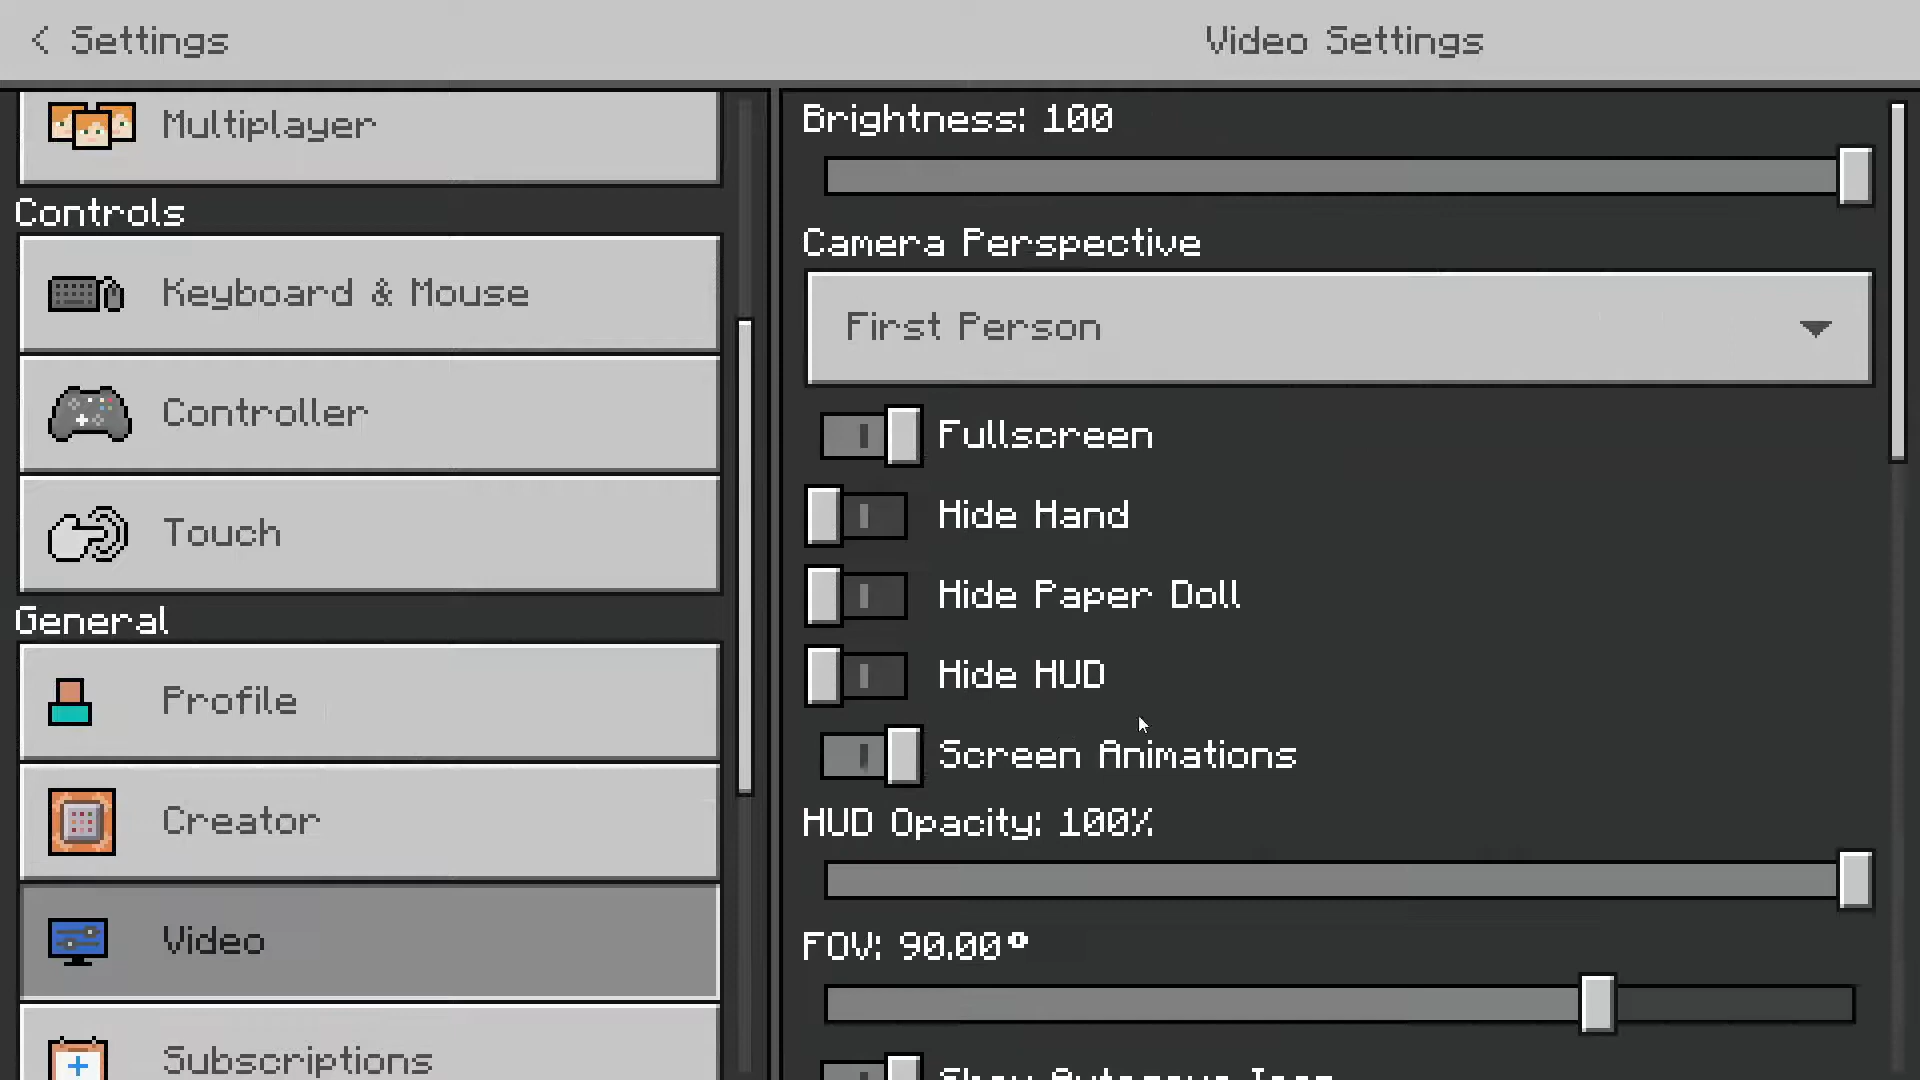 Settings
Video Settings
Multiplayer
Controls
Keyboard & Mouse
Controller
Touch
General
Profile
Creator
Video
Subscriptions
Brightness: 100
Camera Perspective
First Person
Fullscreen
Hide Hand
Hide Paper Doll
Hide HUD
Screen Animations
HUD Opacity: 100%
FOV: 90.00°